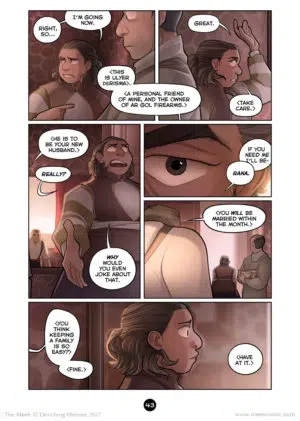 RIGHT,
SO....
I'M GOING
NOW.
<THIS
IS ULYER
DERISMA.>
<A PERSONAL FRIEND
OF MINE, AND THE OWNER
OF AR GOL FIREARMS.>
GREAT.
<TAKE
CARE.>
<HE IS TO
BE YOUR NEW
HUSBAND.>
REALLY?
WHY
WOULD
YOU EVEN
JOKE ABOUT
THAT.
IF YOU
NEED ME
I'LL BE-
RANA.
<YOU WILL BE
MARRIED WITHIN
THE MONTH.>
<YOU
THINK
KEEPING
A FAMILY
IS SO
EASY?>
<FINE.>
<HAVE
AT IT.>
43
The Meek © Der-shing Helmer 2017
www.meekcomic.com